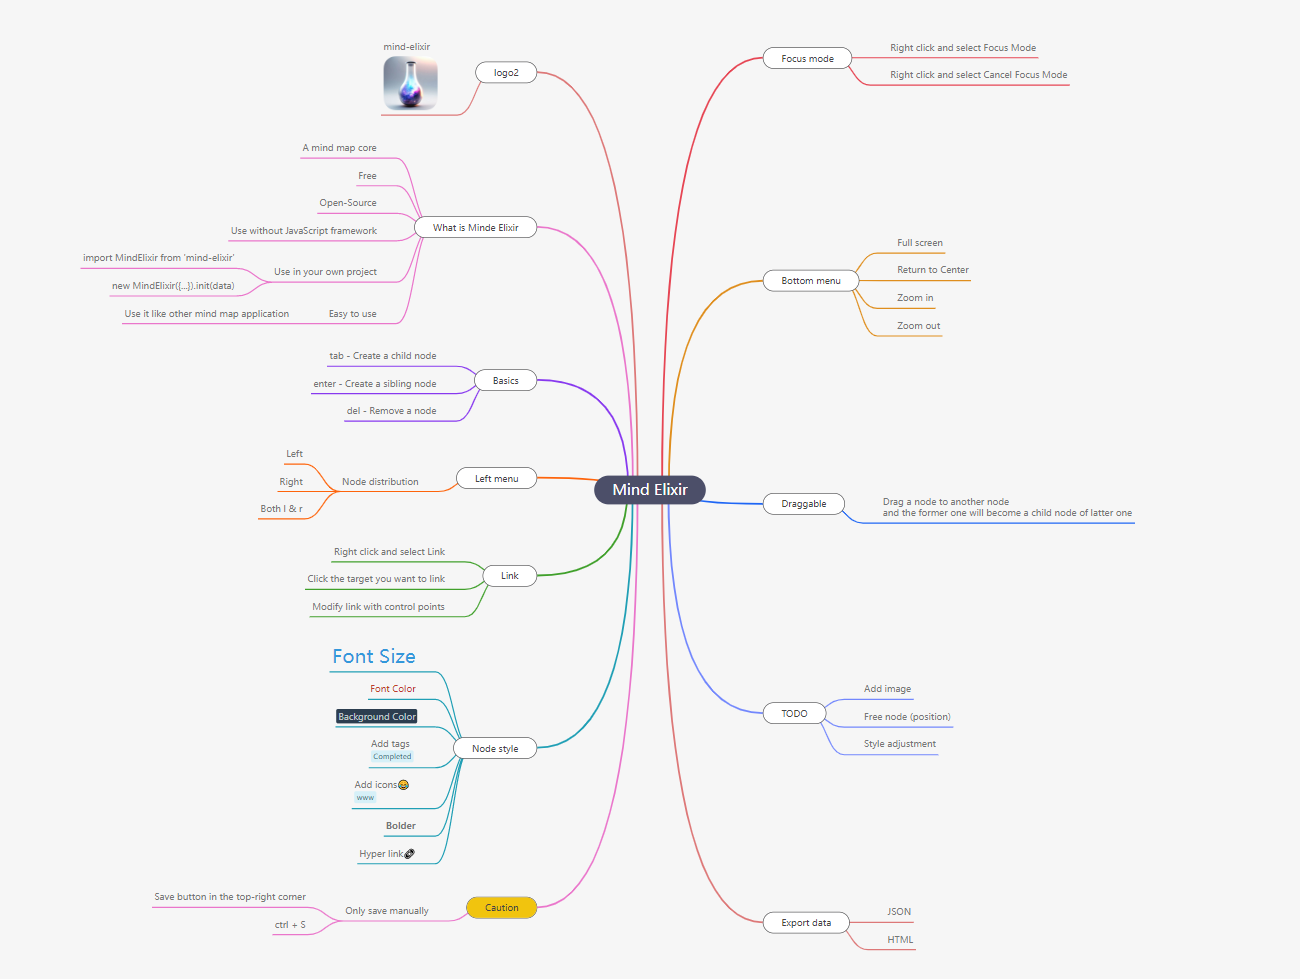 Mind Elixir
mind-elixir
logo2
A mind map core
Free
Open-Source
Use without JavaScript framework
import MindElixir from 'mind-elixir'
new MindElixir({...}).init(data)
Use in your own project
Use it like other mind map application
Easy to use
What is Minde Elixir
tab - Create a child node
enter - Create a sibling node
del - Remove a node
Basics
Left
Right
Both l & r
Node distribution
Left menu
Right click and select Link
Click the target you want to link
Modify link with control points
Link
Font Size
Font Color
Background Color
Add tags
Completed
Add icons😂
www
Bolder
Hyper link🔗
Node style
Save button in the top-right corner
ctrl + S
Only save manually
Caution
Focus mode
Right click and select Focus Mode
Right click and select Cancel Focus Mode
Bottom menu
Full screen
Return to Center
Zoom in
Zoom out
Draggable
Drag a node to another node
and the former one will become a child node of latter one
TODO
Add image
Free node (position)
Style adjustment
Export data
JSON
HTML